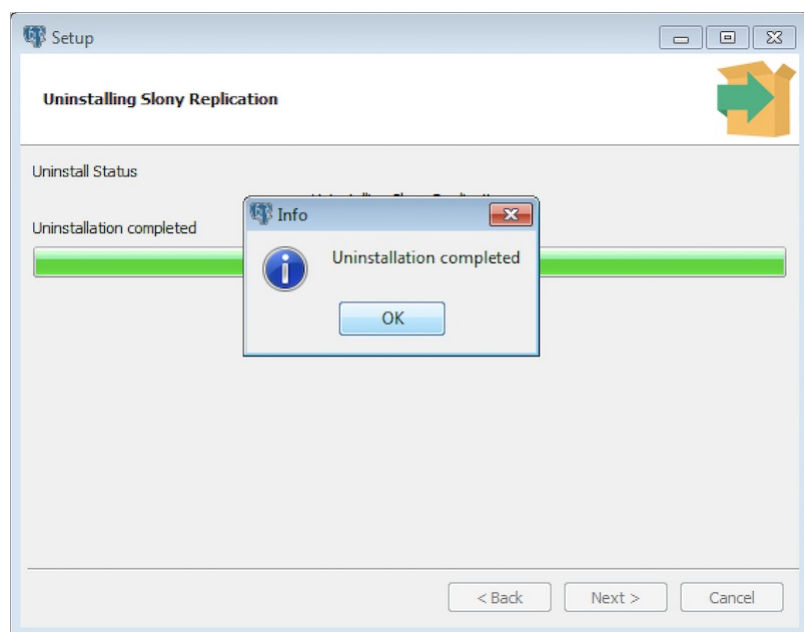 Setup
Uninstalling Slony Replication
Uninstall Status
Uninstallation completed
Info
Uninstallation completed
OK
< Back
Next >
Cancel